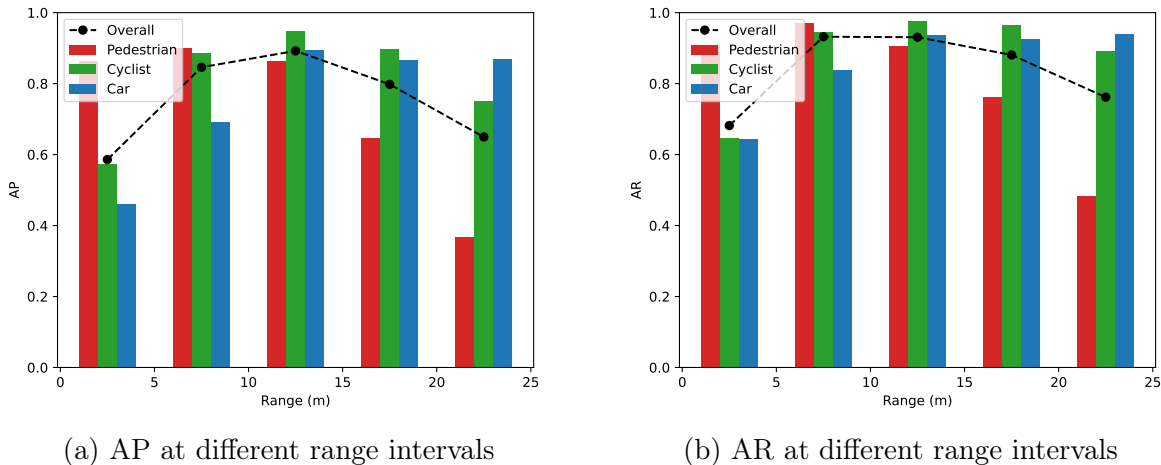 1.0
0.8
0.6
0.4
0.2
0.0
AP
0 5 10 15 20 25
Range (m)
Overall
Pedestrian
Cyclist
Car
(a) AP at different range intervals
1.0
0.8
0.6
0.4
0.2
0.0
AR
0 5 10 15 20 25
Range (m)
Overall
Pedestrian
Cyclist
Car
(b) AR at different range intervals